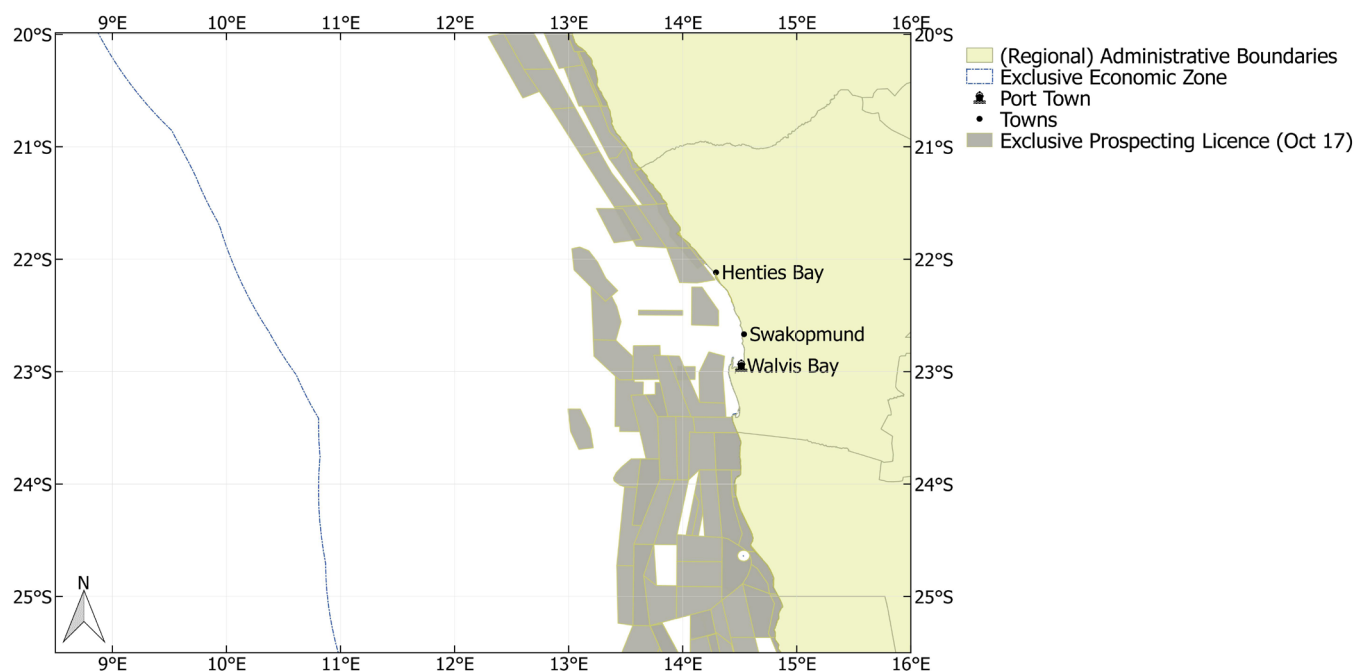 9°E 10°E 11°E 12°E 13°E 14°E 15°E 16°E
20°S 20°S
(Regional) Administrative Boundaries
Exclusive Economic Zone
Port Town
Towns
Exclusive Prospecting Licence (Oct 17)
21°S 21°S
22°S 22°S
Henties Bay
Swakopmund
Walvis Bay
23°S 23°S
24°S 24°S
N
25°S 25°S
9°E 10°E 11°E 12°E 13°E 14°E 15°E 16°E